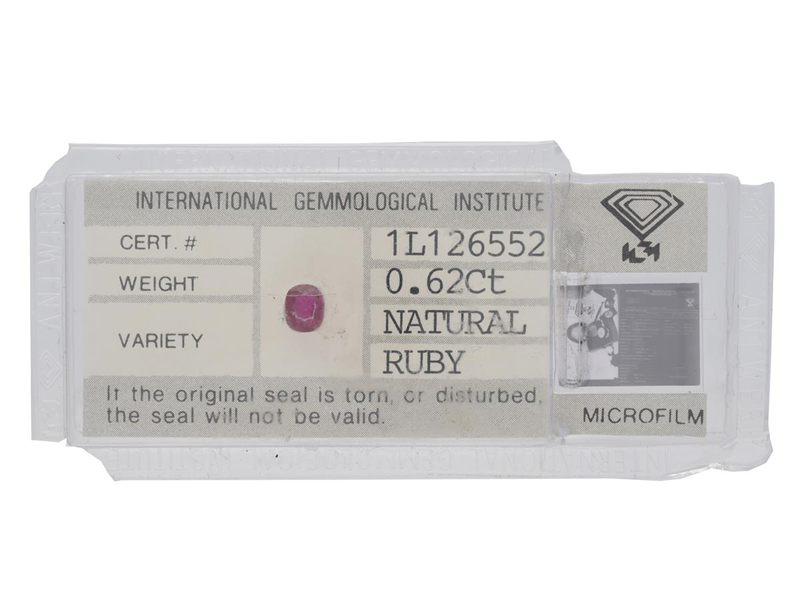 INTERNATIONAL GEMMOLOGICAL INSTITUTE
CERT. # 1L126552
WEIGHT 0.62Ct
VARIETY NATURAL
RUBY
If the original seal is torn, or disturbed,
the seal will not be valid.
MICROFILM